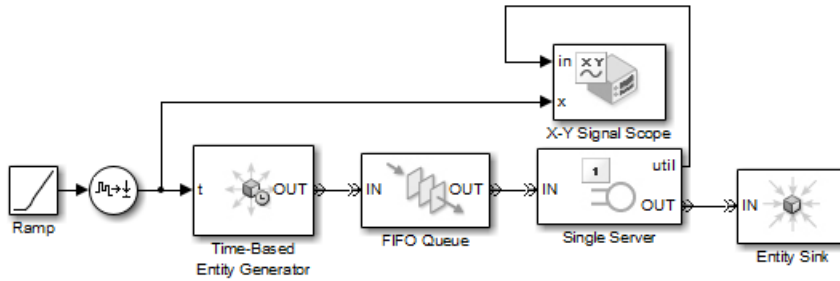 in
XY
x
X-Y Signal Scope
Ramp
t
OUT
Time-Based
Entity Generator
IN
OUT
FIFO Queue
IN
1
util
OUT
Single Server
IN
Entity Sink